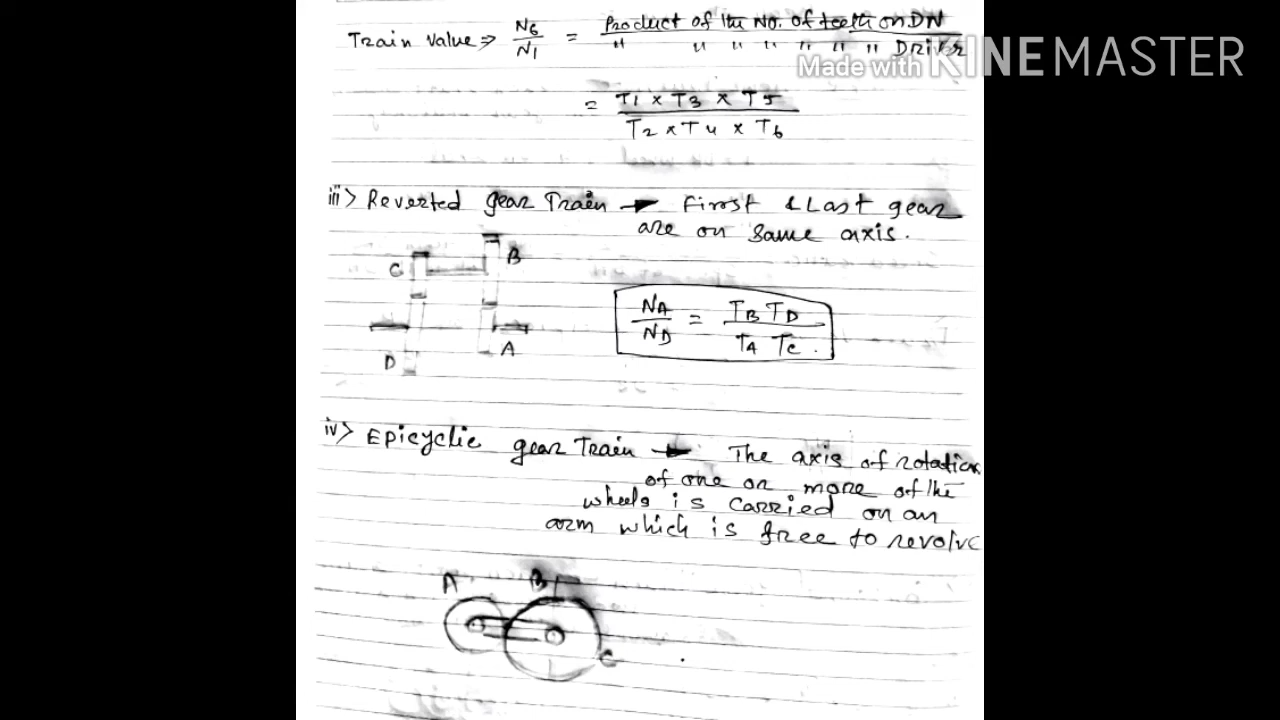 Train value ⇒ N6/N1 = Product of the No. of teeth on DN
" " " " " " " Driver
Made with KINEMASTER
= T1 x T3 x T5
T2 x T4 x T6
iii> Reverted gear Train → First & Last gear
are on same axis.
C B
NA/ND = TB TD / TA TC .
D A
iv> Epicyclic gear Train → The axis of rotation
of one or more of the
wheels is carried on an
arm which is free to revolve
A B
C